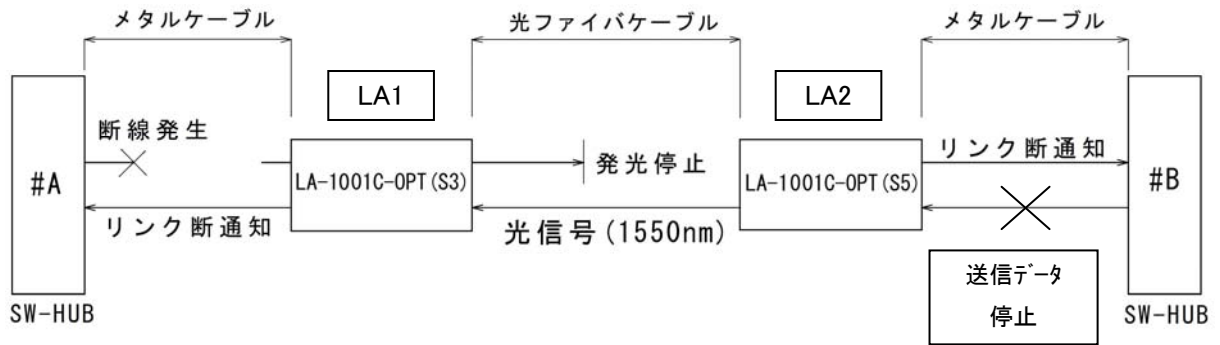 メタルケーブル
光ファイバケーブル
メタルケーブル
LA1
LA2
断線発生
発光停止
リンク断通知
#A
LA-1001C-OPT(S3)
LA-1001C-OPT(S5)
#B
リンク断通知
光信号(1550nm)
送信ﾃﾞｰﾀ
停止
SW-HUB
SW-HUB